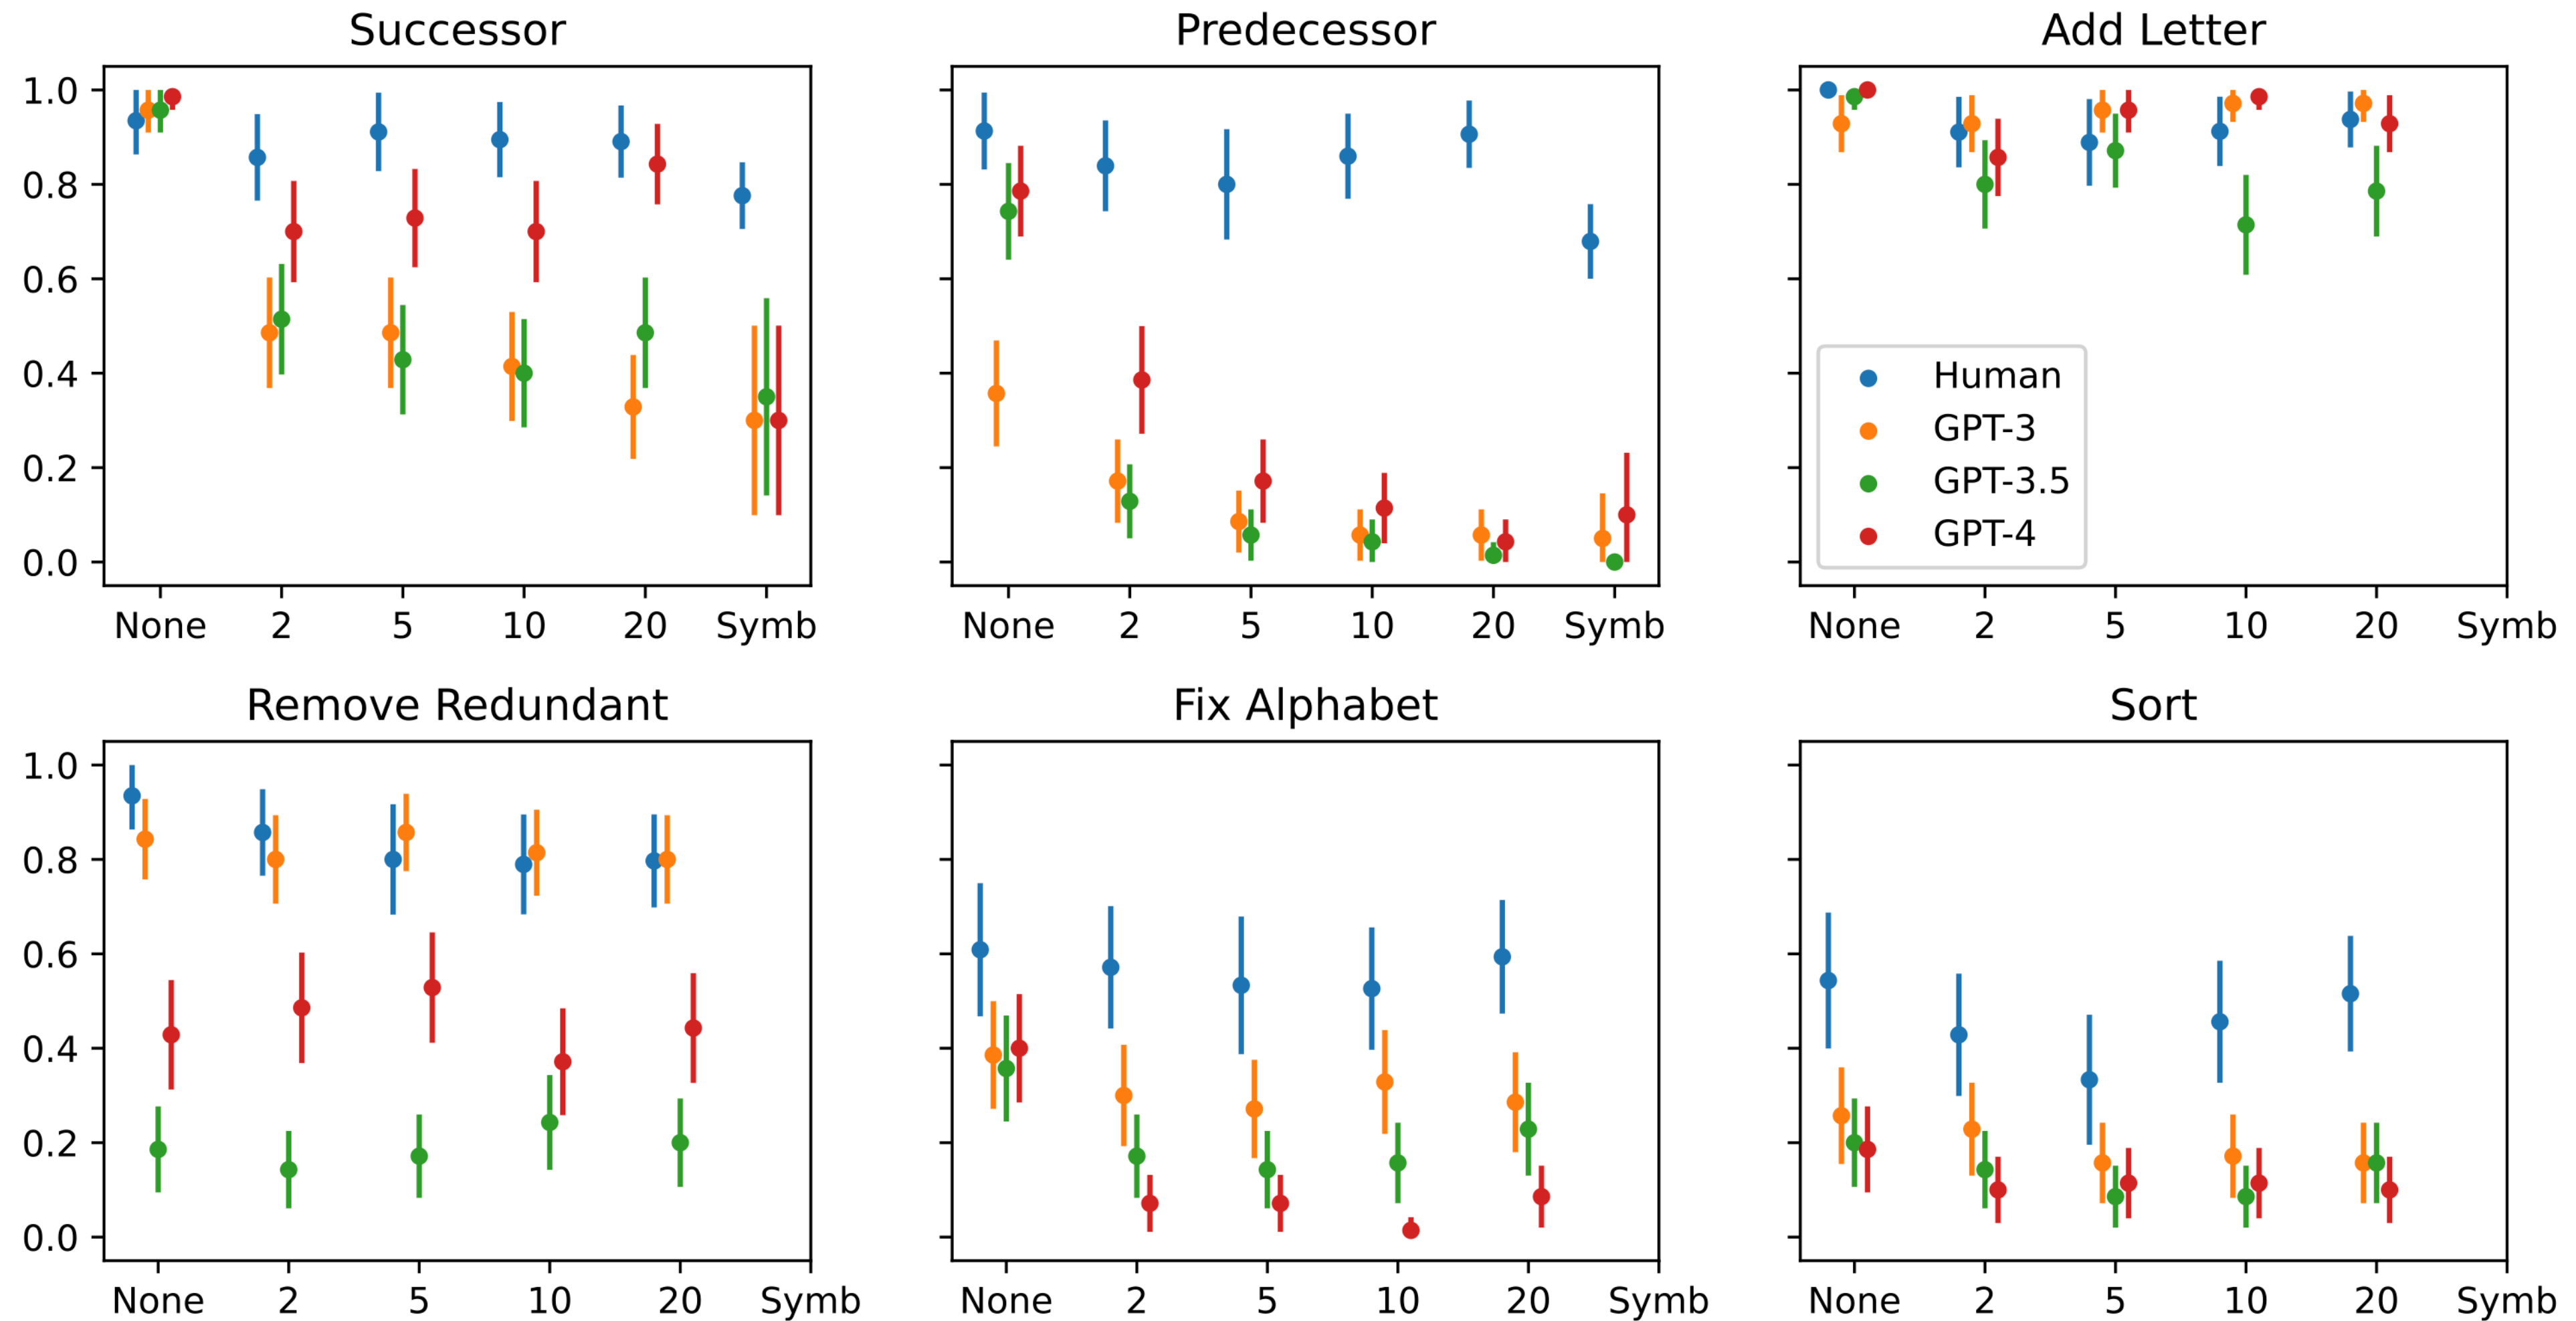 Successor
Predecessor
Add Letter
1.0
0.8
0.6
0.4
0.2
0.0
Human
GPT-3
GPT-3.5
GPT-4
None 2 5 10 20 Symb
None 2 5 10 20 Symb
None 2 5 10 20 Symb
Remove Redundant
Fix Alphabet
Sort
1.0
0.8
0.6
0.4
0.2
0.0
None 2 5 10 20 Symb
None 2 5 10 20 Symb
None 2 5 10 20 Symb